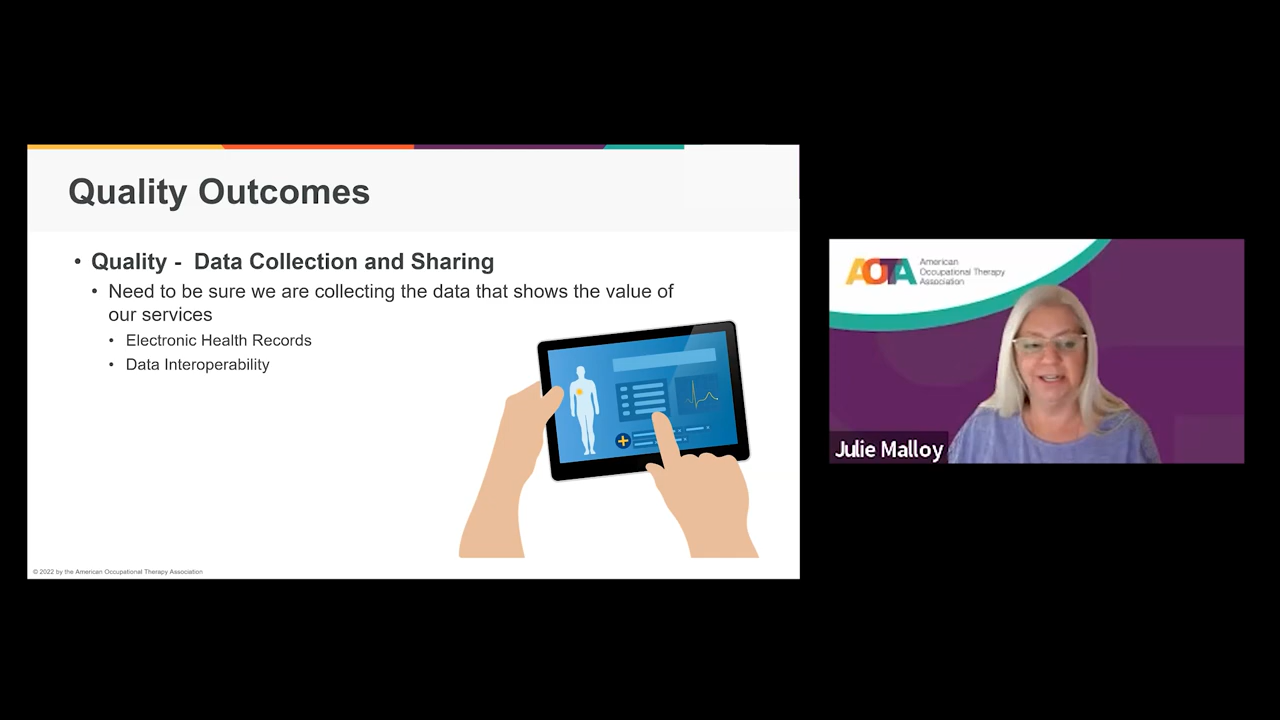 Quality Outcomes
• Quality - Data Collection and Sharing
• Need to be sure we are collecting the data that shows the value of
our services
• Electronic Health Records
• Data Interoperability
© 2022 by the American Occupational Therapy Association
AOTA
American
Occupational Therapy
Association
Julie Malloy